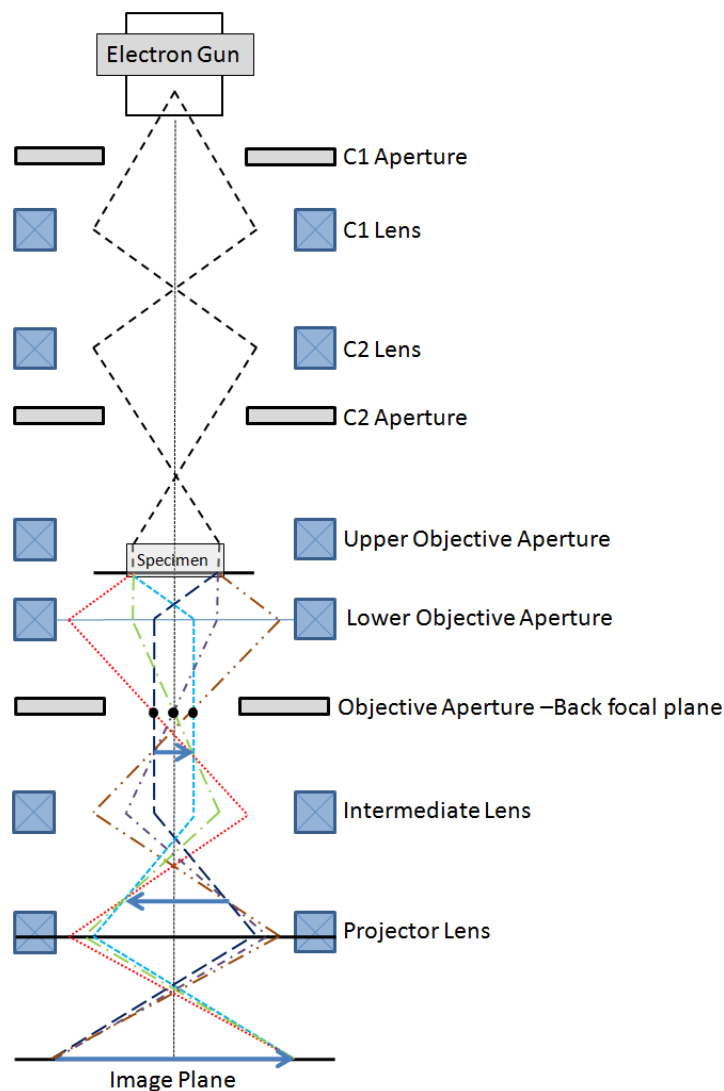 Electron Gun
C1 Aperture
C1 Lens
C2 Lens
C2 Aperture
Upper Objective Aperture
Specimen
Lower Objective Aperture
Objective Aperture –Back focal plane
Intermediate Lens
Projector Lens
Image Plane